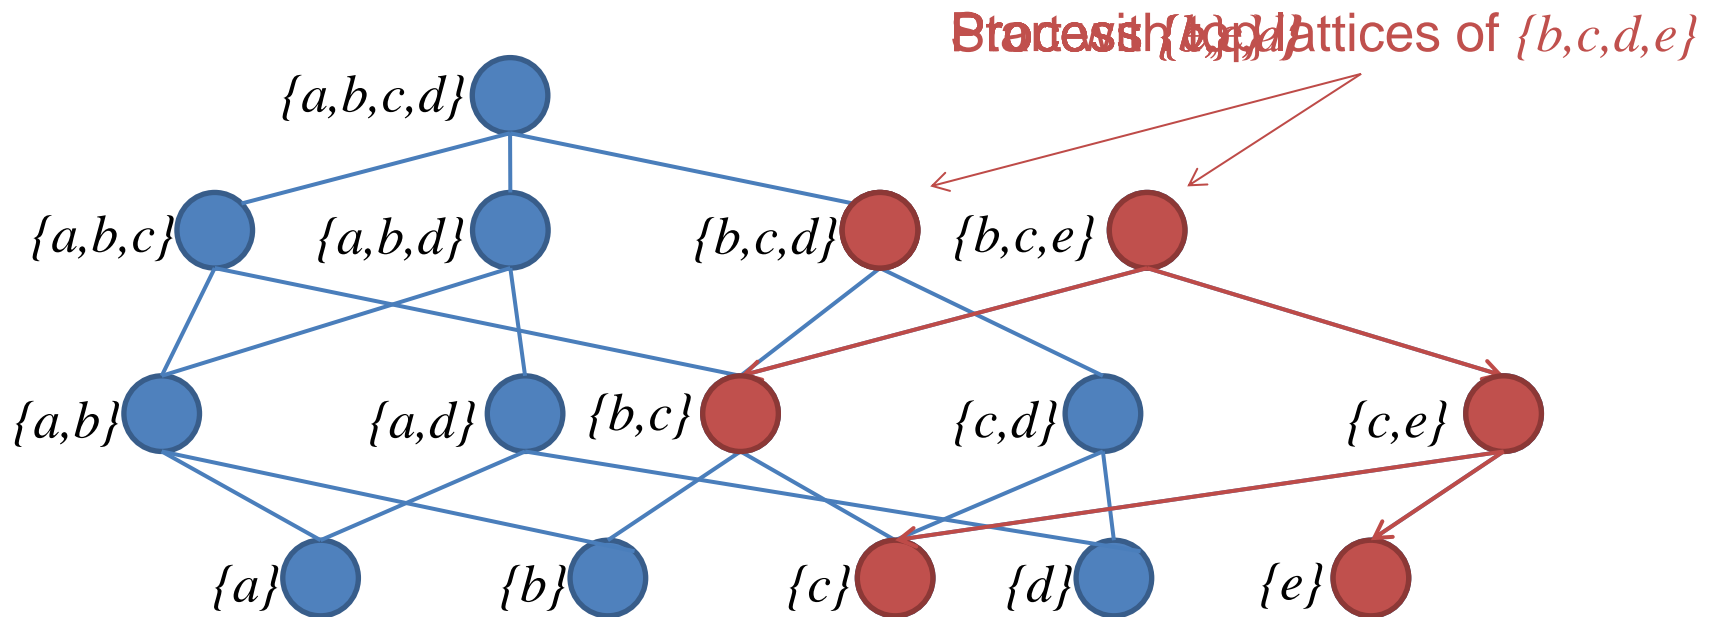 lattices of {b,c,d,e}
{a,b,c,d}
{a,b,c} {a,b,d} {b,c,d} {b,c,e}
{a,b} {a,d} {b,c} {c,d} {c,e}
{a} {b} {c} {d} {e}